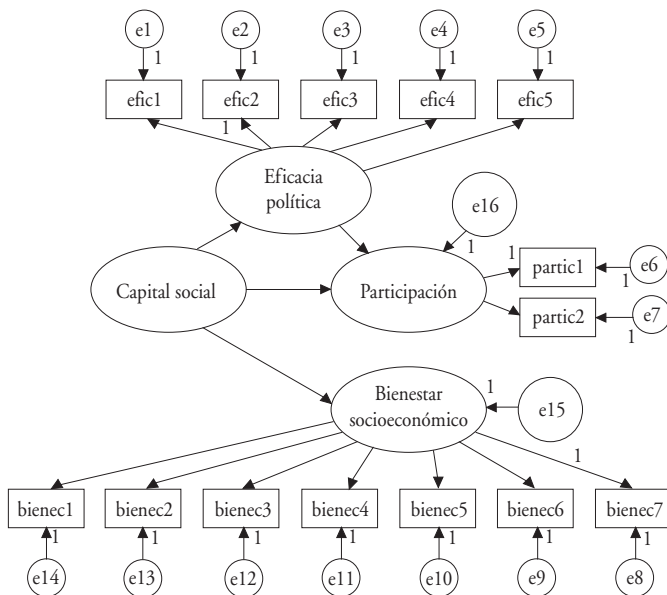 e1 e2 e3 e4 e5
1 1 1 1 1
efic1 efic2 efic3 efic4 efic5
1
Eficacia
política
e16
1
1
Capital social
Participación
partic1
1
e6
partic2
1
e7
Bienestar
socioeconómico
1
e15
1
bienec1 bienec2 bienec3 bienec4 bienec5 bienec6 bienec7
1 1 1 1 1 1 1
e14 e13 e12 e11 e10 e9 e8